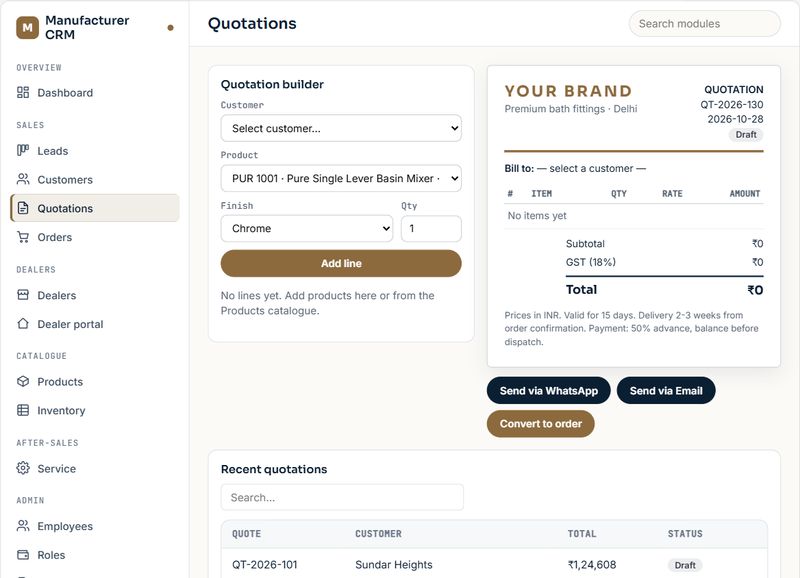 M
Manufacturer
CRM
OVERVIEW
Dashboard
SALES
Leads
Customers
Quotations
Orders
DEALERS
Dealers
Dealer portal
CATALOGUE
Products
Inventory
AFTER-SALES
Service
ADMIN
Employees
Roles
Quotations
Search modules
Quotation builder
Customer
Select customer...
Product
PUR 1001 · Pure Single Lever Basin Mixer ·
Finish
Qty
Chrome
1
Add line
No lines yet. Add products here or from the
Products catalogue.
YOUR BRAND
Premium bath fittings · Delhi
QUOTATION
QT-2026-130
2026-10-28
Draft
Bill to: — select a customer —
# ITEM QTY RATE AMOUNT
No items yet
Subtotal ₹0
GST (18%) ₹0
Total ₹0
Prices in INR. Valid for 15 days. Delivery 2-3 weeks from
order confirmation. Payment: 50% advance, balance before
dispatch.
Send via WhatsApp
Send via Email
Convert to order
Recent quotations
Search...
QUOTE CUSTOMER TOTAL STATUS
QT-2026-101 Sundar Heights ₹1,24,608 Draft